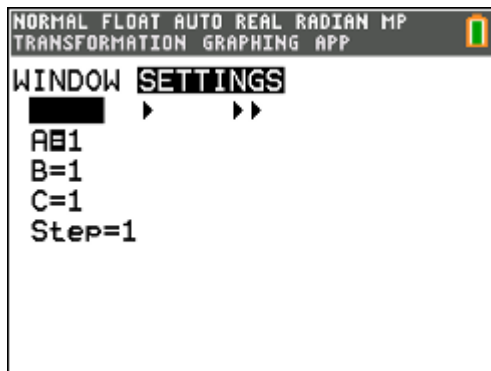 NORMAL FLOAT AUTO REAL RADIAN MP
TRANSFORMATION GRAPHING APP
WINDOW SETTINGS
A=1
B=1
C=1
Step=1